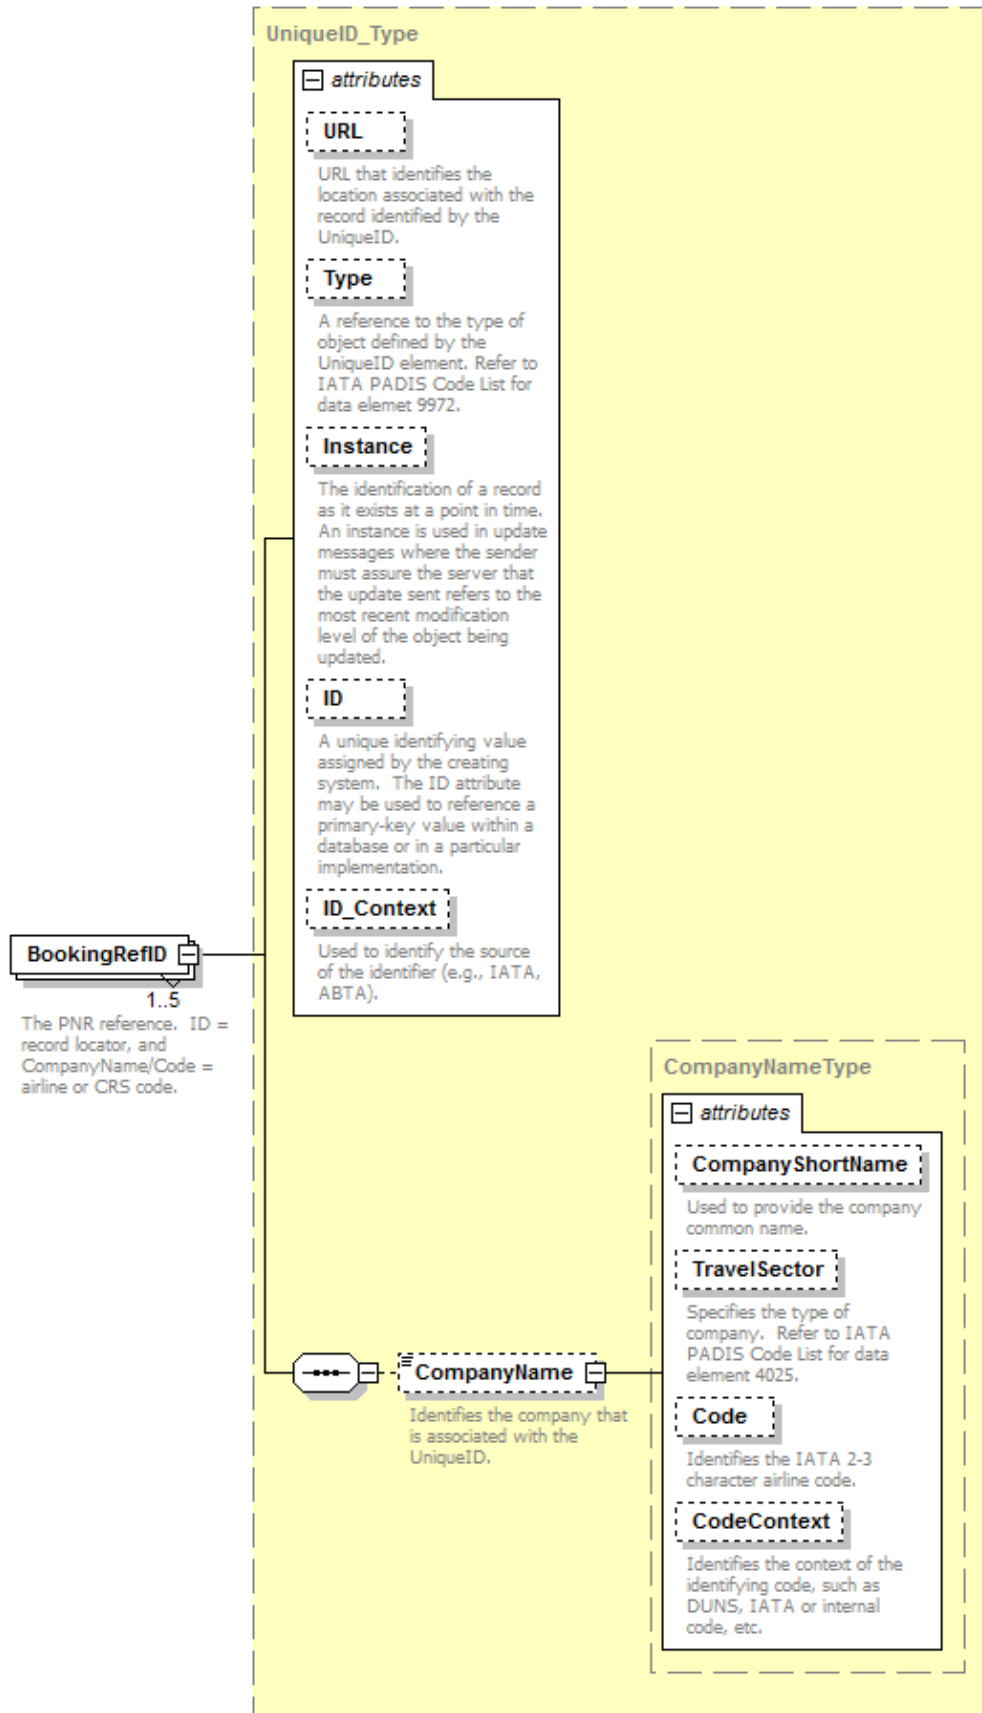 UniqueID_Type
attributes
URL
URL that identifies the
location associated with the
record identified by the
UniqueID.
Type
A reference to the type of
object defined by the
UniqueID element. Refer to
IATA PADIS Code List for
data elemet 9972.
Instance
The identification of a record
as it exists at a point in time.
An instance is used in update
messages where the sender
must assure the server that
the update sent refers to the
most recent modification
level of the object being
updated.
ID
A unique identifying value
assigned by the creating
system.  The ID attribute
may be used to reference a
primary-key value within a
database or in a particular
implementation.
ID_Context
Used to identify the source
of the identifier (e.g., IATA,
ABTA).
BookingRefID
1..5
The PNR reference.  ID =
record locator, and
CompanyName/Code =
airline or CRS code.
CompanyNameType
attributes
CompanyShortName
Used to provide the company
common name.
TravelSector
Specifies the type of
company.  Refer to IATA
PADIS Code List for data
element 4025.
CompanyName
Identifies the company that
is associated with the
UniqueID.
Code
Identifies the IATA 2-3
character airline code.
CodeContext
Identifies the context of the
identifying code, such as
DUNS, IATA or internal
code, etc.